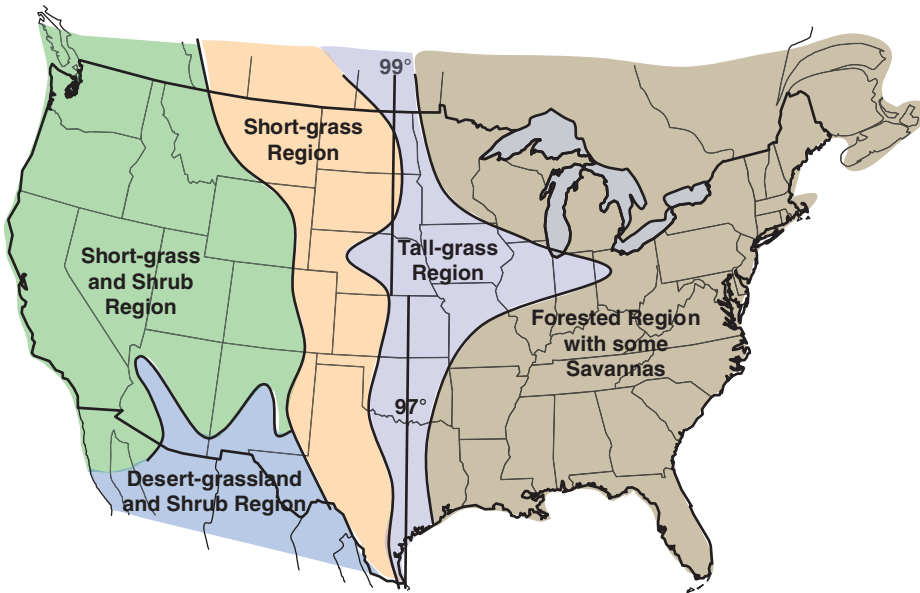 99°
Short-grass
Region
Short-grass
and Shrub
Region
Tall-grass
Region
Forested Region
with some
Savannas
97°
Desert-grassland
and Shrub Region